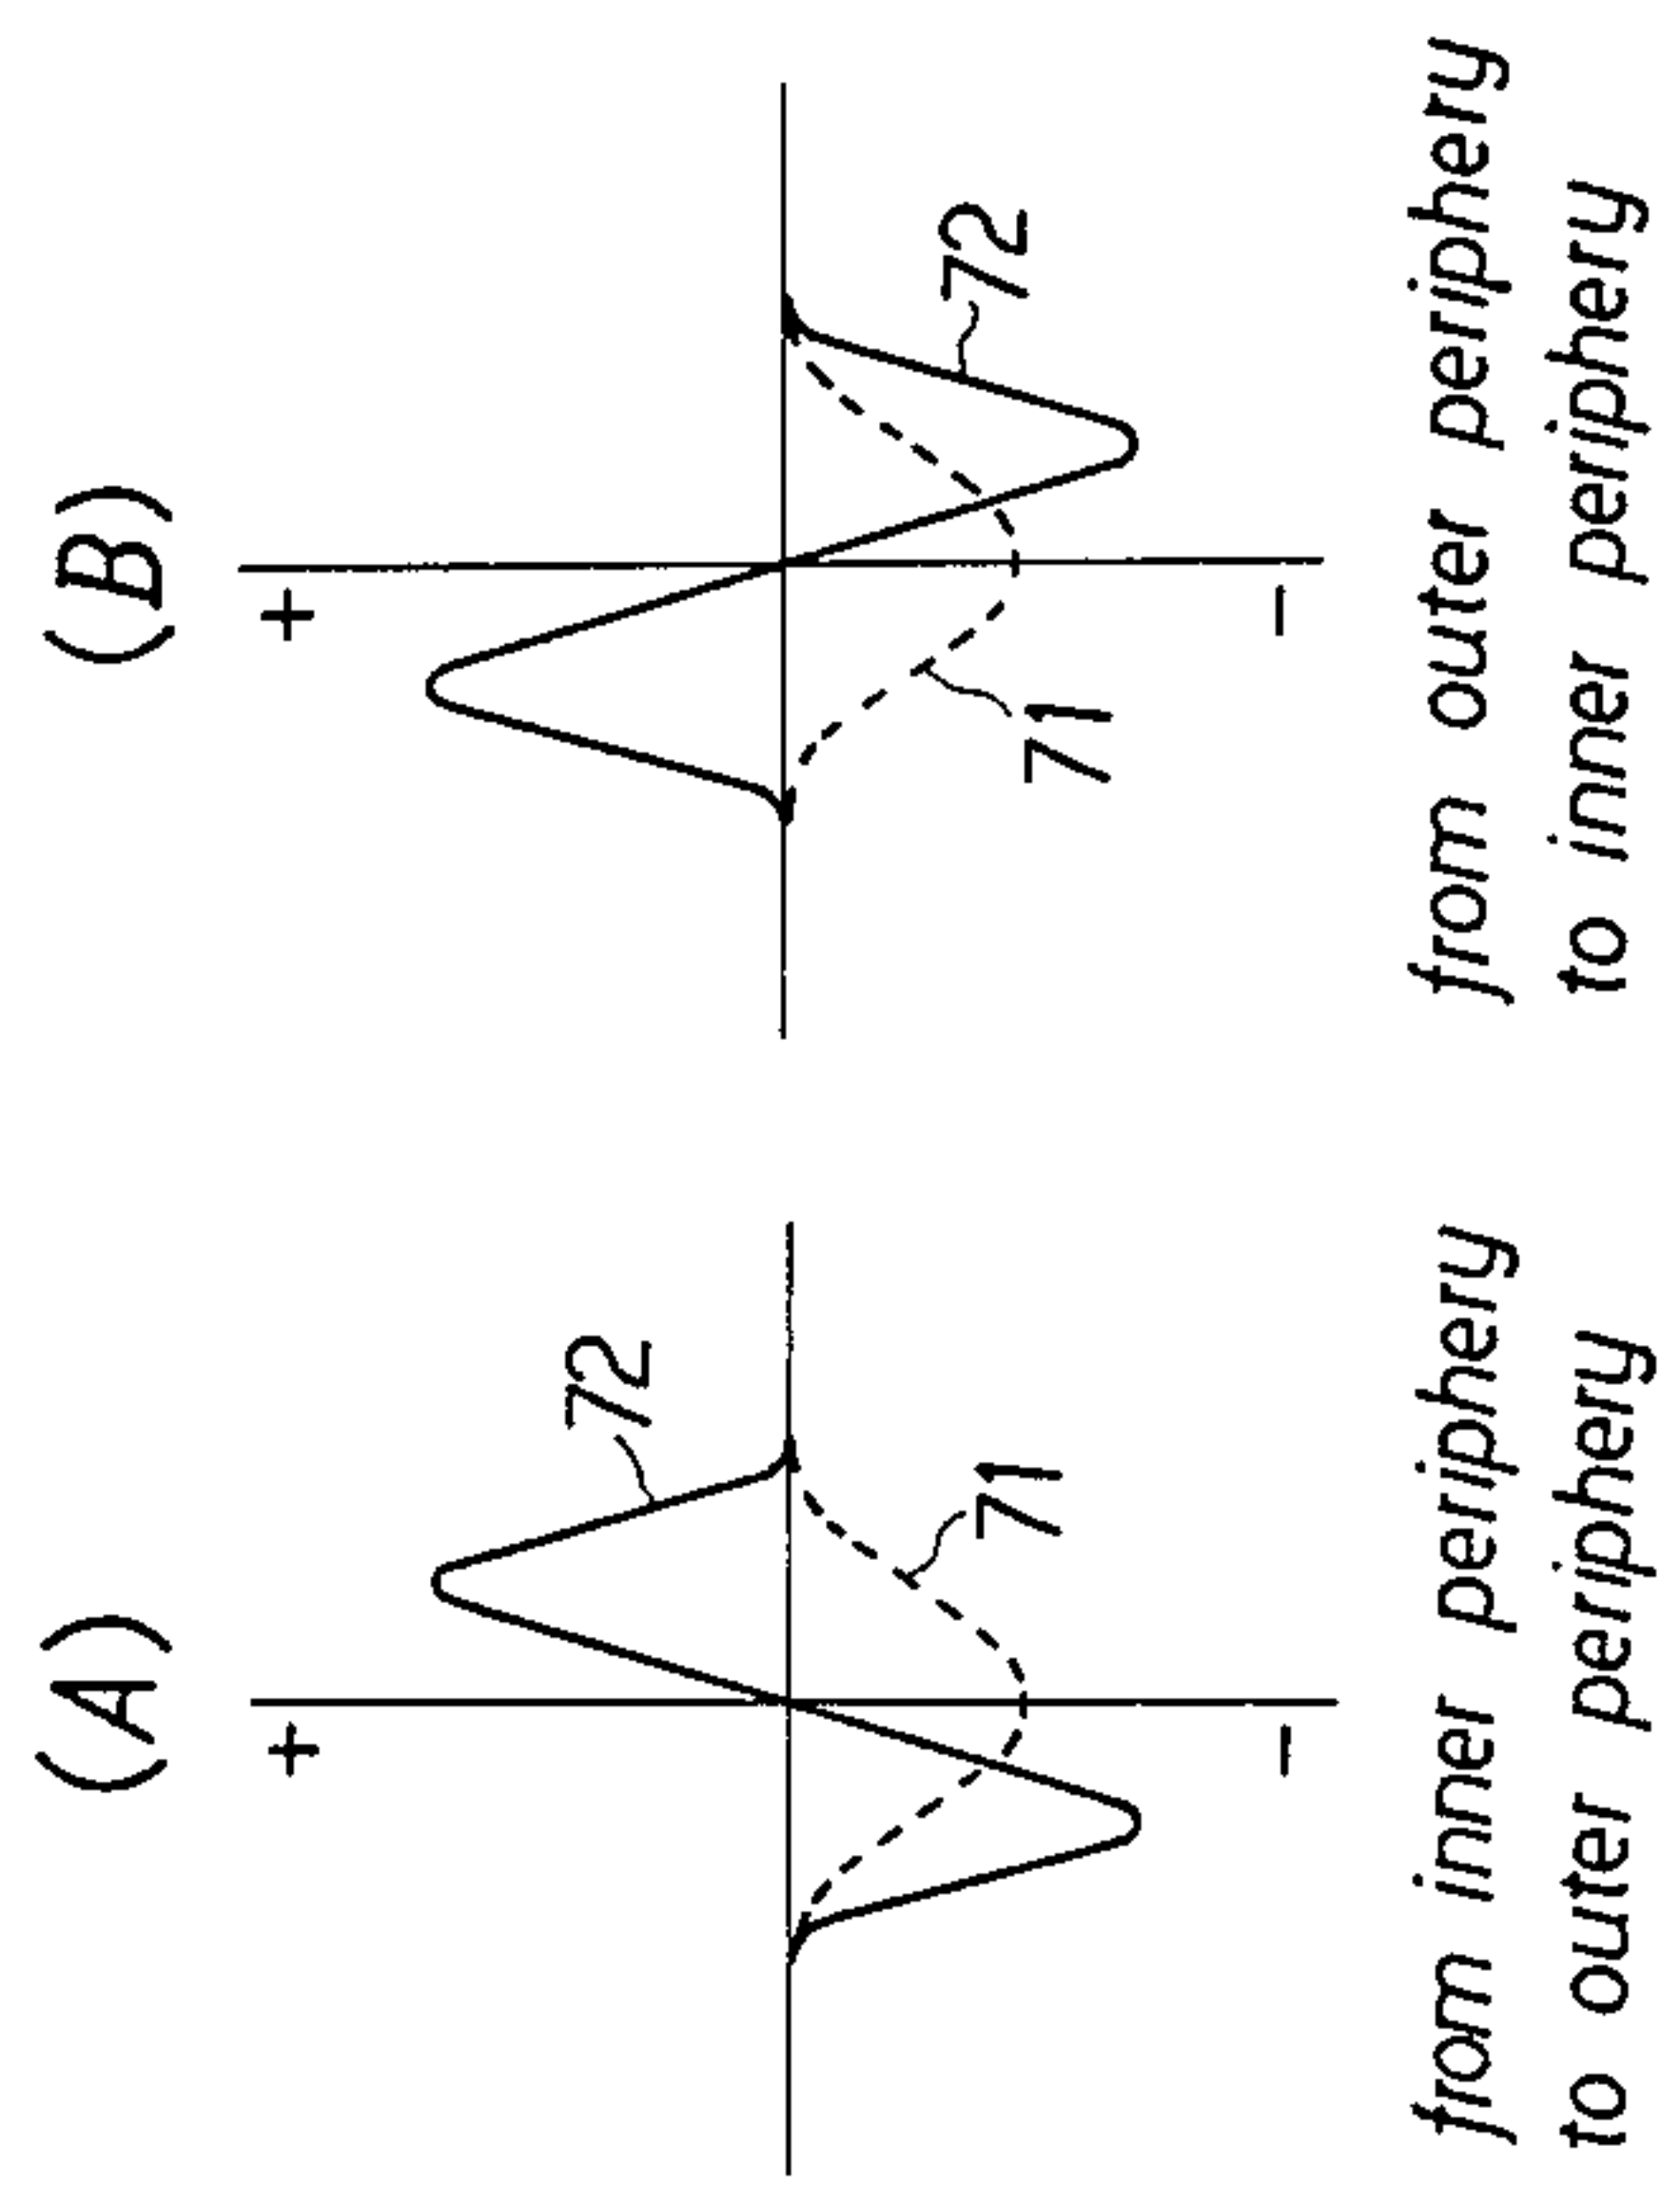 (A)
+
72
71
−
from inner periphery
to outer periphery
(B)
+
72
71
−
from outer periphery
to inner periphery